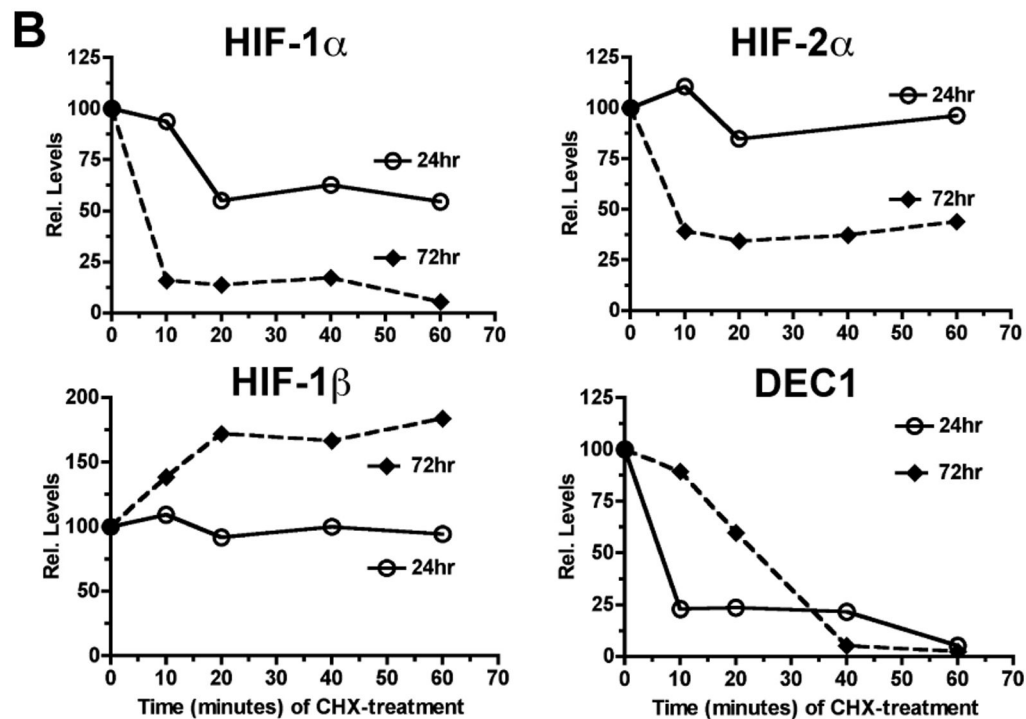 B
HIF-1α
125
100
75
50
25
0
Rel. Levels
24hr
72hr
0 10 20 30 40 50 60 70
HIF-2α
125
100
75
50
25
0
Rel. Levels
24hr
72hr
0 10 20 30 40 50 60 70
HIF-1β
200
150
100
50
0
Rel. Levels
72hr
24hr
0 10 20 30 40 50 60 70
Time (minutes) of CHX-treatment
DEC1
125
100
75
50
25
0
Rel. Levels
24hr
72hr
0 10 20 30 40 50 60 70
Time (minutes) of CHX-treatment